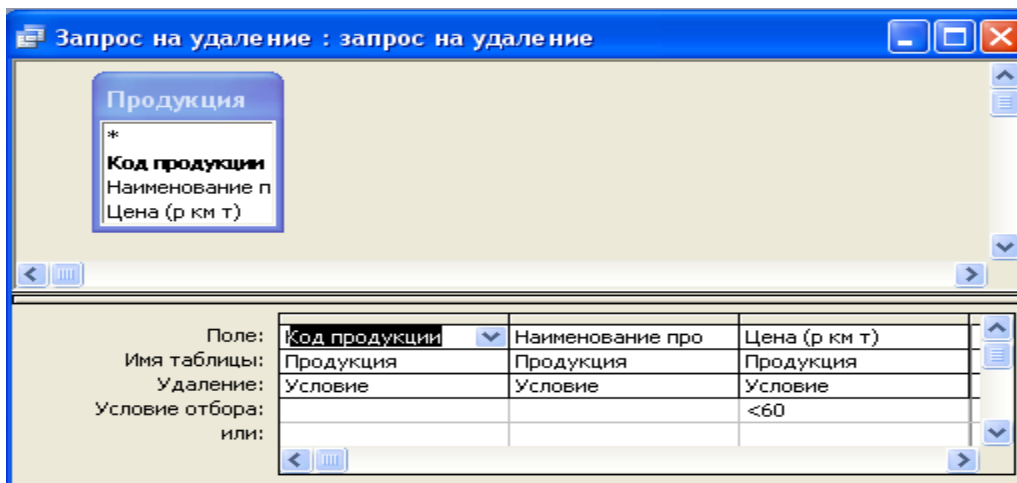 Запрос на удаление : запрос на удаление
Продукция
*
Код продукции
Наименование п
Цена (р км т)
Поле: Код продукции Наименование про Цена (р км т)
Имя таблицы: Продукция Продукция Продукция
Удаление: Условие Условие Условие
Условие отбора: <60
или: